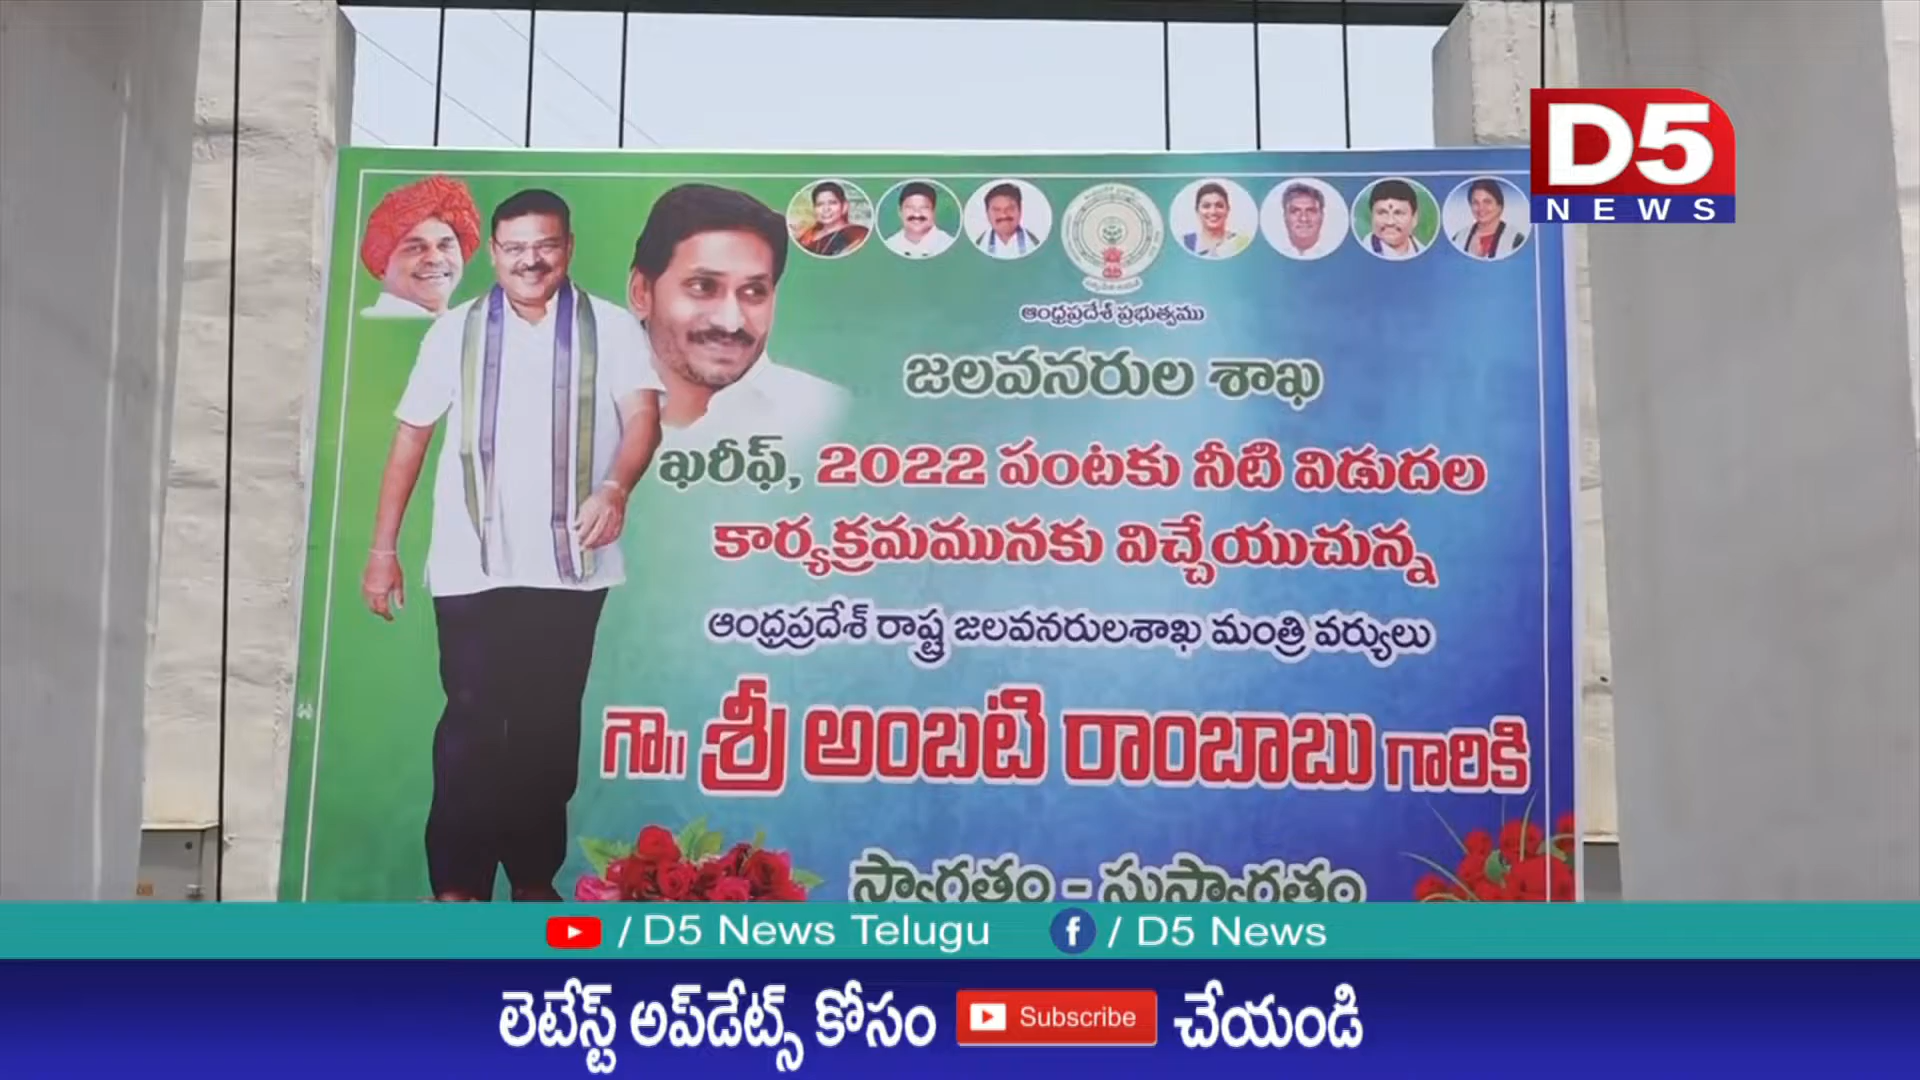 D5
NEWS
ఆంధ్రప్రదేశ్ ప్రభుత్వము
జలవనరుల శాఖ
ఖరీఫ్, 2022 పంటకు నీటి విడుదల
కార్యక్రమమునకు విచ్చేయుచున్న
ఆంధ్రప్రదేశ్ రాష్ట్ర జలవనరులశాఖ మంత్రి వర్యులు
గౌ|| శ్రీ అంబటి రాంబాబు గారికి
స్వాగతం - సుస్వాగతం
/ D5 News Telugu
/ D5 News
లెటేస్ట్ అప్‌డేట్స్ కోసం Subscribe చేయండి